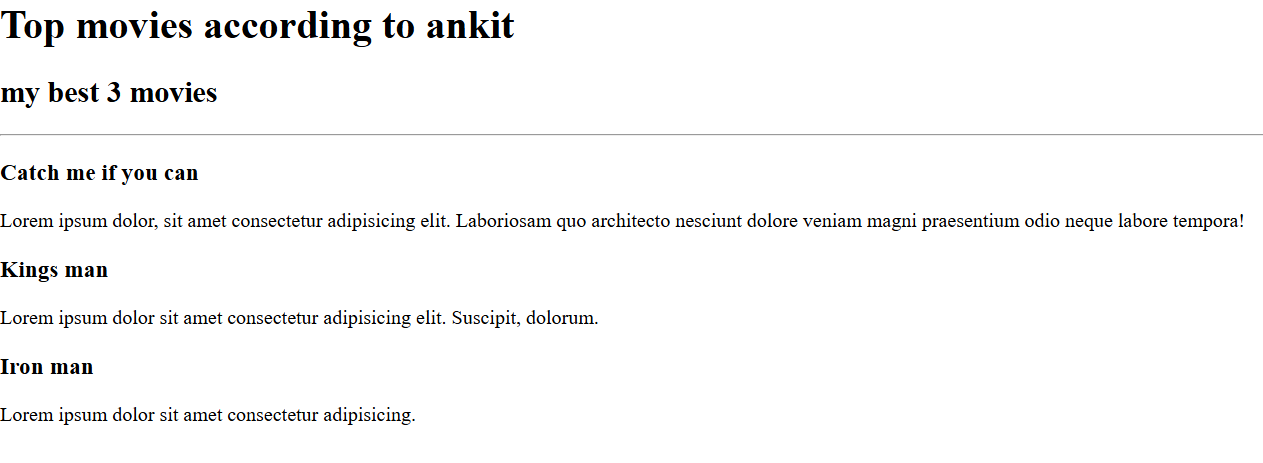 Top movies according to ankit
my best 3 movies
Catch me if you can
Lorem ipsum dolor, sit amet consectetur adipisicing elit. Laboriosam quo architecto nesciunt dolore veniam magni praesentium odio neque labore tempora!
Kings man
Lorem ipsum dolor sit amet consectetur adipisicing elit. Suscipit, dolorum.
Iron man
Lorem ipsum dolor sit amet consectetur adipisicing.